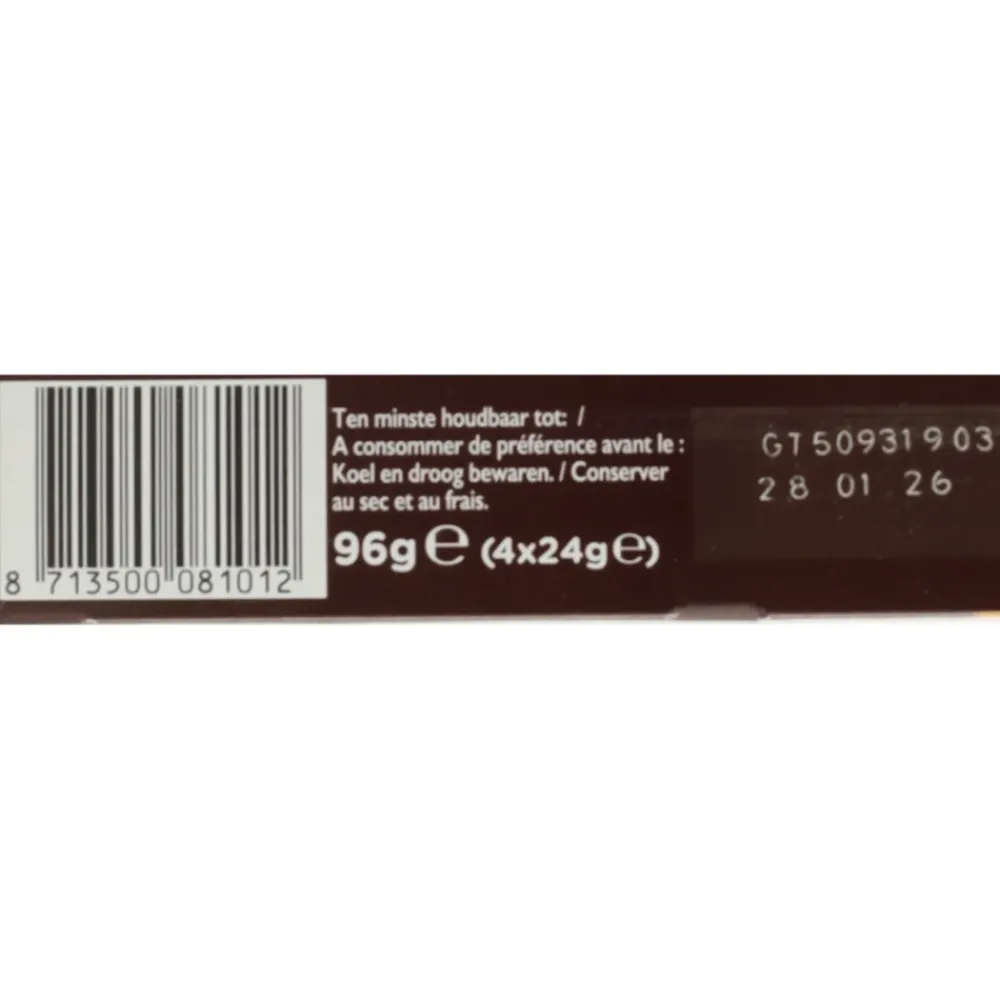 8 713500 081012
Ten minste houdbaar tot: /
A consommer de préférence avant le :
Koel en droog bewaren. / Conserver
au sec et au frais.
96g ℮ (4x24g℮)
GT50931903
28 01 26